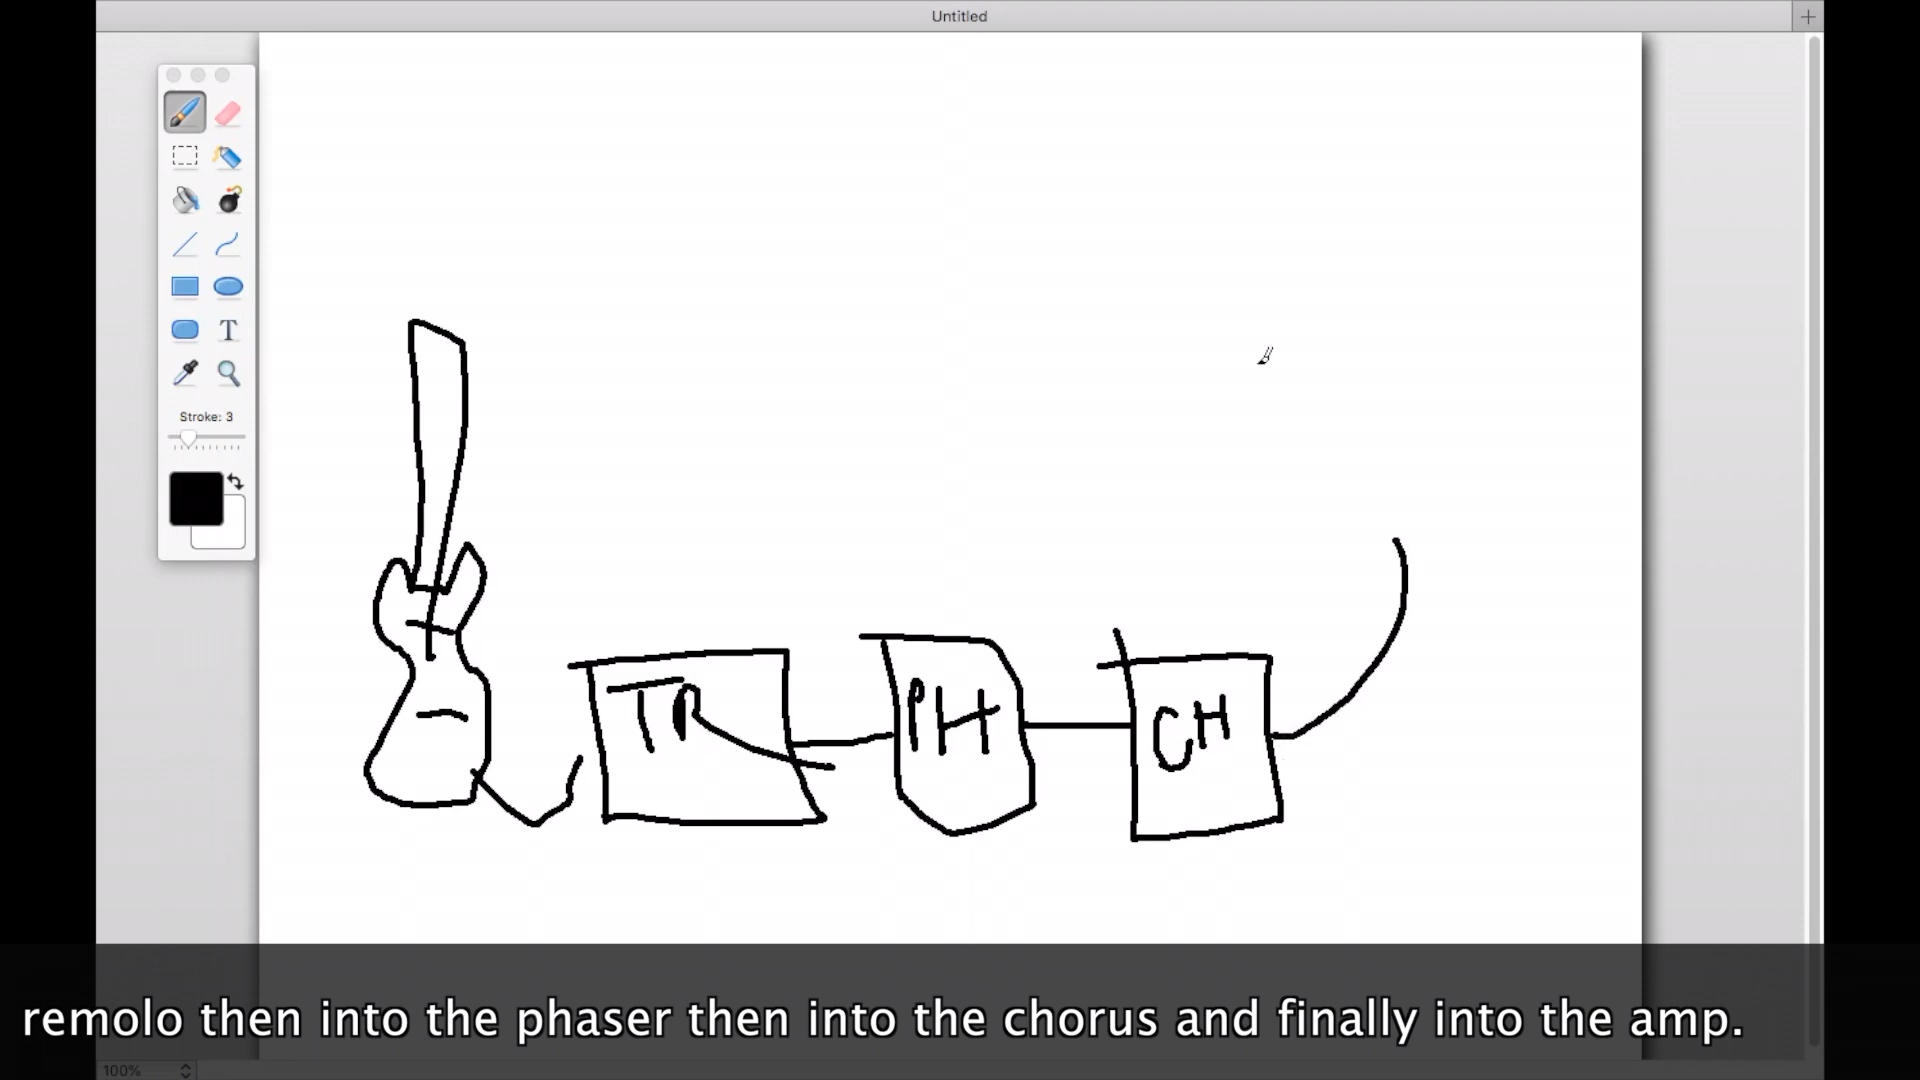 Untitled
Stroke: 3
T
TR
PH
CH
remolo then into the phaser then into the chorus and finally into the amp.
100%